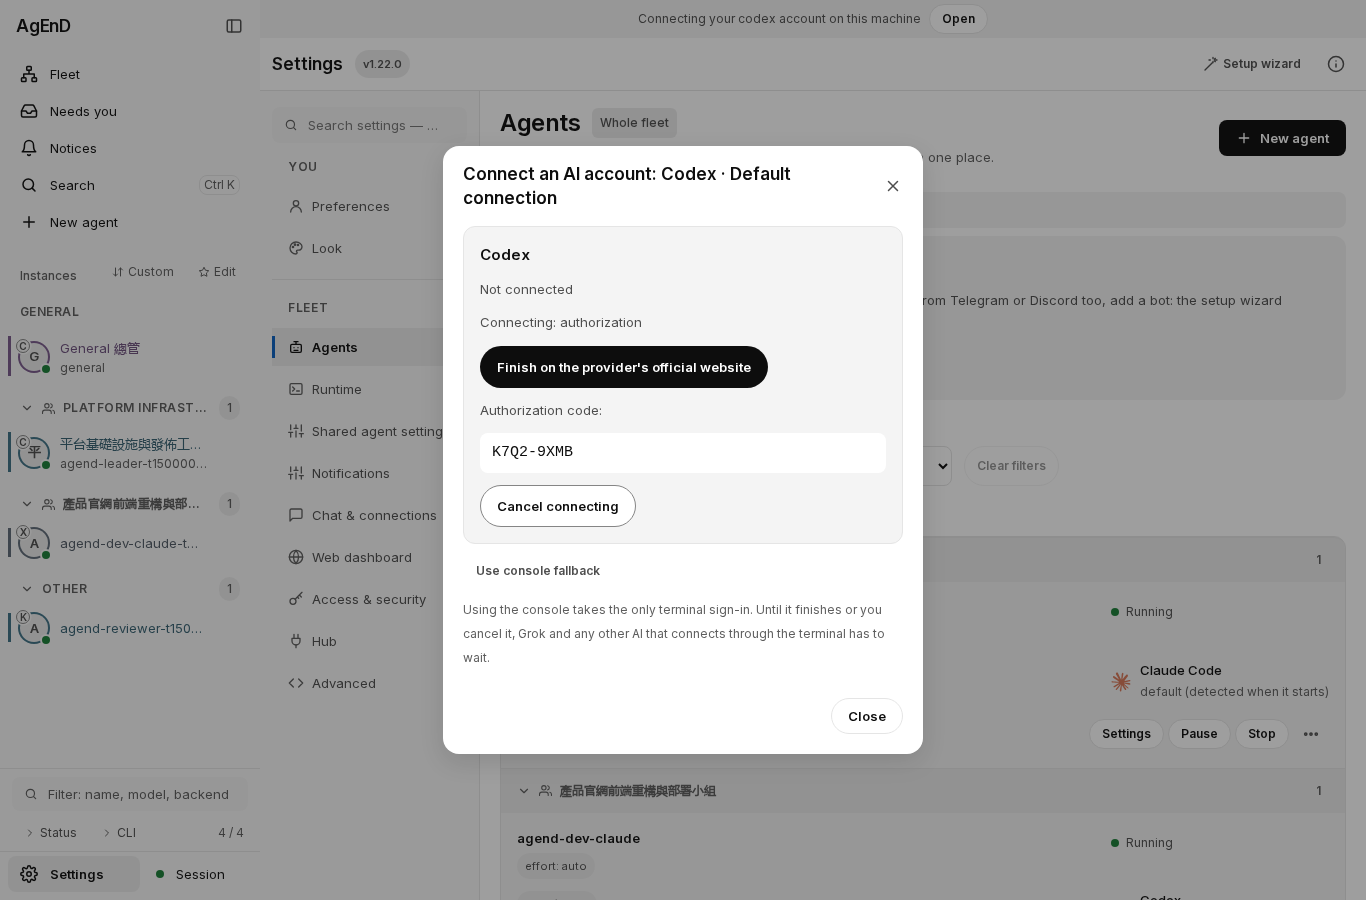 AgEnD
Connecting your codex account on this machine
Open
Fleet
Needs you
Notices
Search
Ctrl K
New agent
Instances
Custom
Edit
GENERAL
C
G
General 總管
general
PLATFORM INFRAST...
1
C
平
平台基礎設施與發佈工...
agend-leader-t150000...
產品官網前端重構與部...
1
X
A
agend-dev-claude-t...
OTHER
1
K
A
agend-reviewer-t150...
Filter: name, model, backend
Status
CLI
4 / 4
Settings
Session
Settings
v1.22.0
Setup wizard
Search settings — ...
YOU
Preferences
Look
FLEET
Agents
Runtime
Shared agent setting
Notifications
Chat & connections
Web dashboard
Access & security
Hub
Advanced
Agents
Whole fleet
New agent
one place.
rom Telegram or Discord too, add a bot: the setup wizard
Clear filters
1
Running
Claude Code
default (detected when it starts)
Settings
Pause
Stop
產品官網前端重構與部署小組
1
agend-dev-claude
effort: auto
Running
Codex
Connect an AI account: Codex · Default
connection
Codex
Not connected
Connecting: authorization
Finish on the provider's official website
Authorization code:
K7Q2-9XMB
Cancel connecting
Use console fallback
Using the console takes the only terminal sign-in. Until it finishes or you
cancel it, Grok and any other AI that connects through the terminal has to
wait.
Close